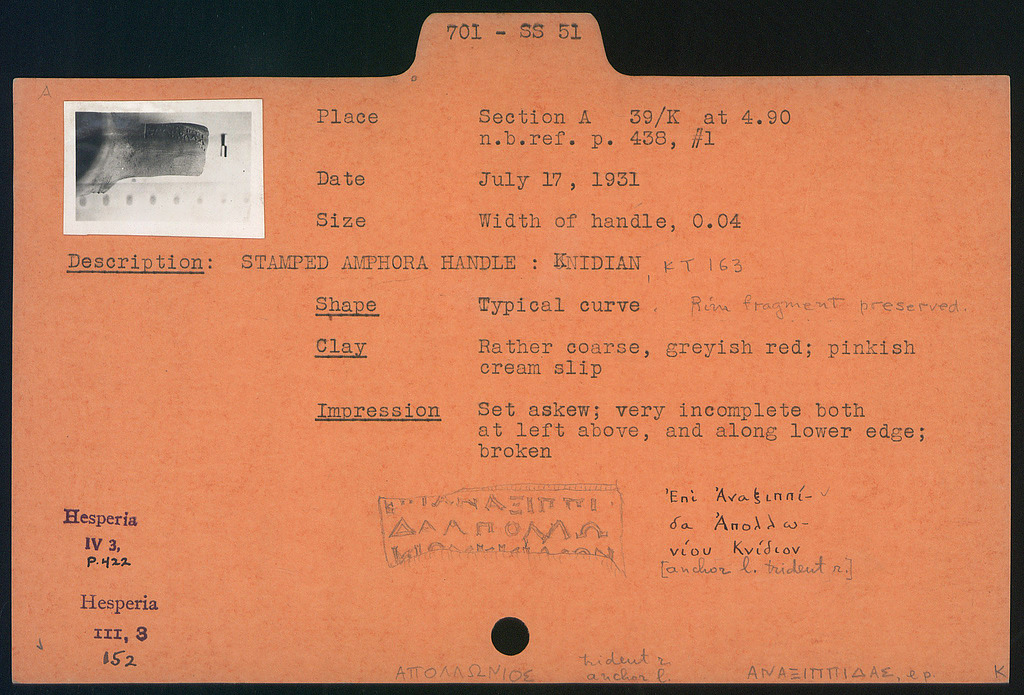 701 - SS 51
A
Place Section A 39/K at 4.90
n.b.ref. p. 438, #1
Date July 17, 1931
Size Width of handle, 0.04
Description: STAMPED AMPHORA HANDLE : KNIDIAN, KT 163
Shape Typical curve. Rim fragment preserved.
Clay Rather coarse, greyish red; pinkish
cream slip
Impression Set askew; very incomplete both
at left above, and along lower edge;
broken
ΕΠΙΑΝΑΞΙΠΠΙ
ΔΑΑΠΟΛΛΩ
Ἐπὶ Ἀναξιππί-
δα Ἀπολλω-
νίου Κνίδιον
[anchor l. trident r.]
Hesperia
IV 3,
P.422
Hesperia
III, 3
152
ΑΠΟΛΛΩΝΙΟΣ
trident r
anchor l.
ΑΝΑΞΙΠΠΙΔΑΣ, ep.
K